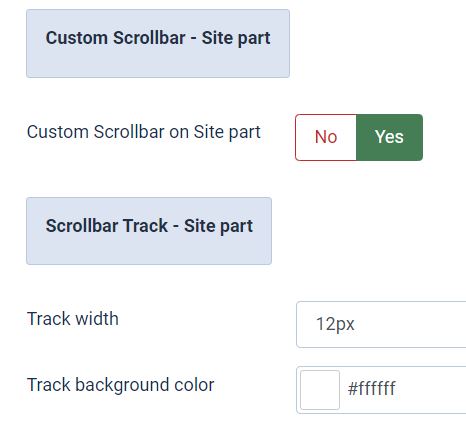 Custom Scrollbar - Site part
Custom Scrollbar on Site part No Yes
Scrollbar Track - Site part
Track width 12px
Track background color #ffffff